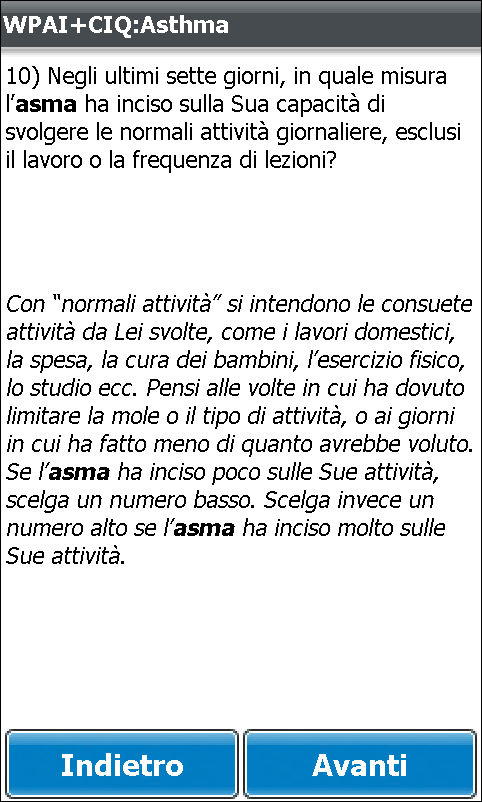 WPAI+CIQ:Asthma
10) Negli ultimi sette giorni, in quale misura
l'asma ha inciso sulla Sua capacità di
svolgere le normali attività giornaliere, esclusi
il lavoro o la frequenza di lezioni?
Con “normali attività” si intendono le consuete
attività da Lei svolte, come i lavori domestici,
la spesa, la cura dei bambini, l'esercizio fisico,
lo studio ecc. Pensi alle volte in cui ha dovuto
limitare la mole o il tipo di attività, o ai giorni
in cui ha fatto meno di quanto avrebbe voluto.
Se l'asma ha inciso poco sulle Sue attività,
scelga un numero basso. Scelga invece un
numero alto se l'asma ha inciso molto sulle
Sue attività.
Indietro
Avanti